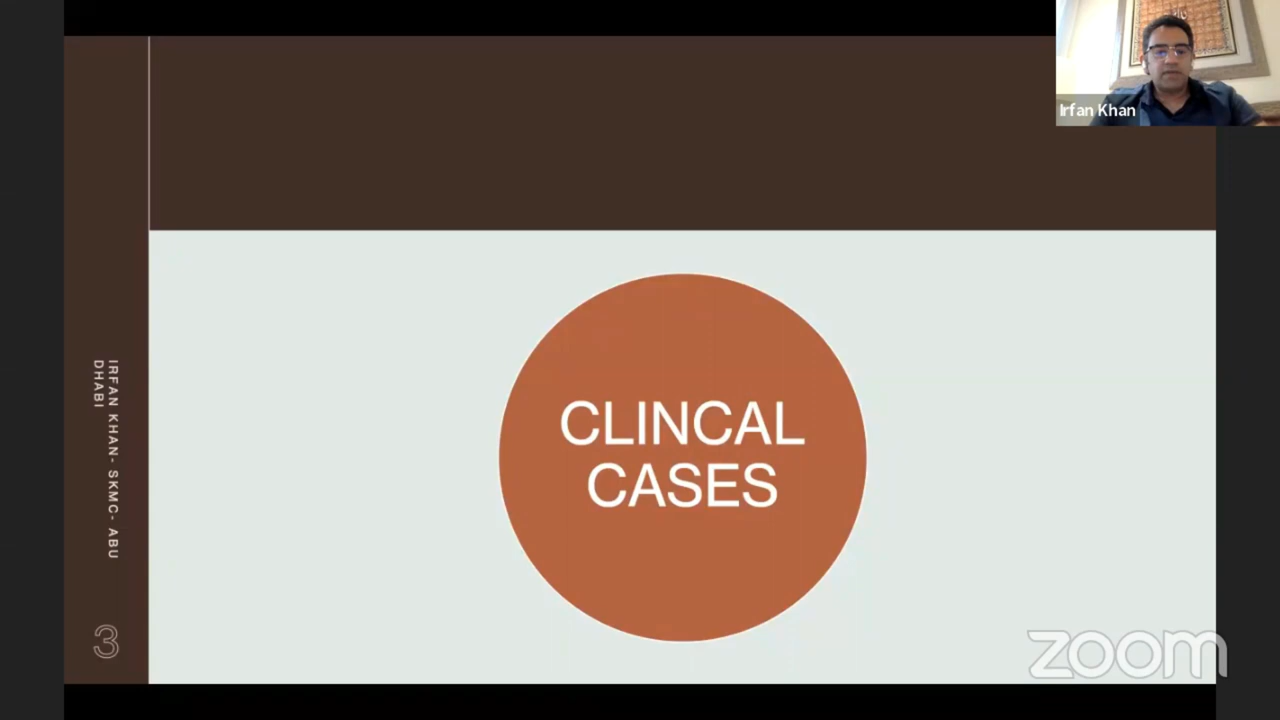 Irfan Khan
CLINCAL
CASES
IRFAN KHAN- SKMC- ABU
DHABI
3
zoom